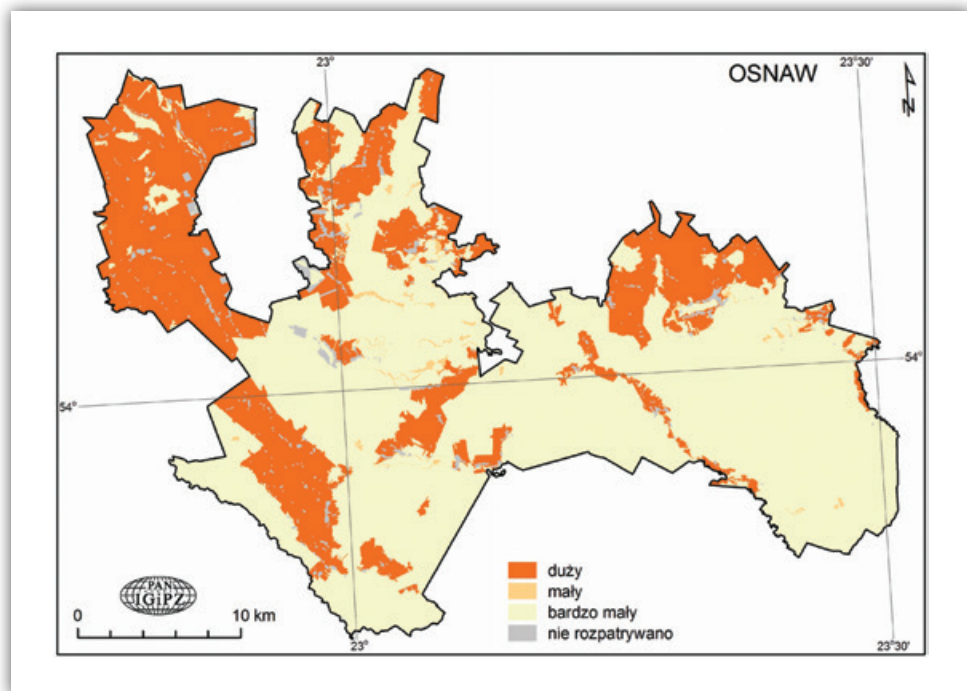 23°
23°30'
OSNAW
N
54°
54°
duży
mały
bardzo mały
nie rozpatrywano
PAN
IGiPZ
0
10 km
23°
23°30'